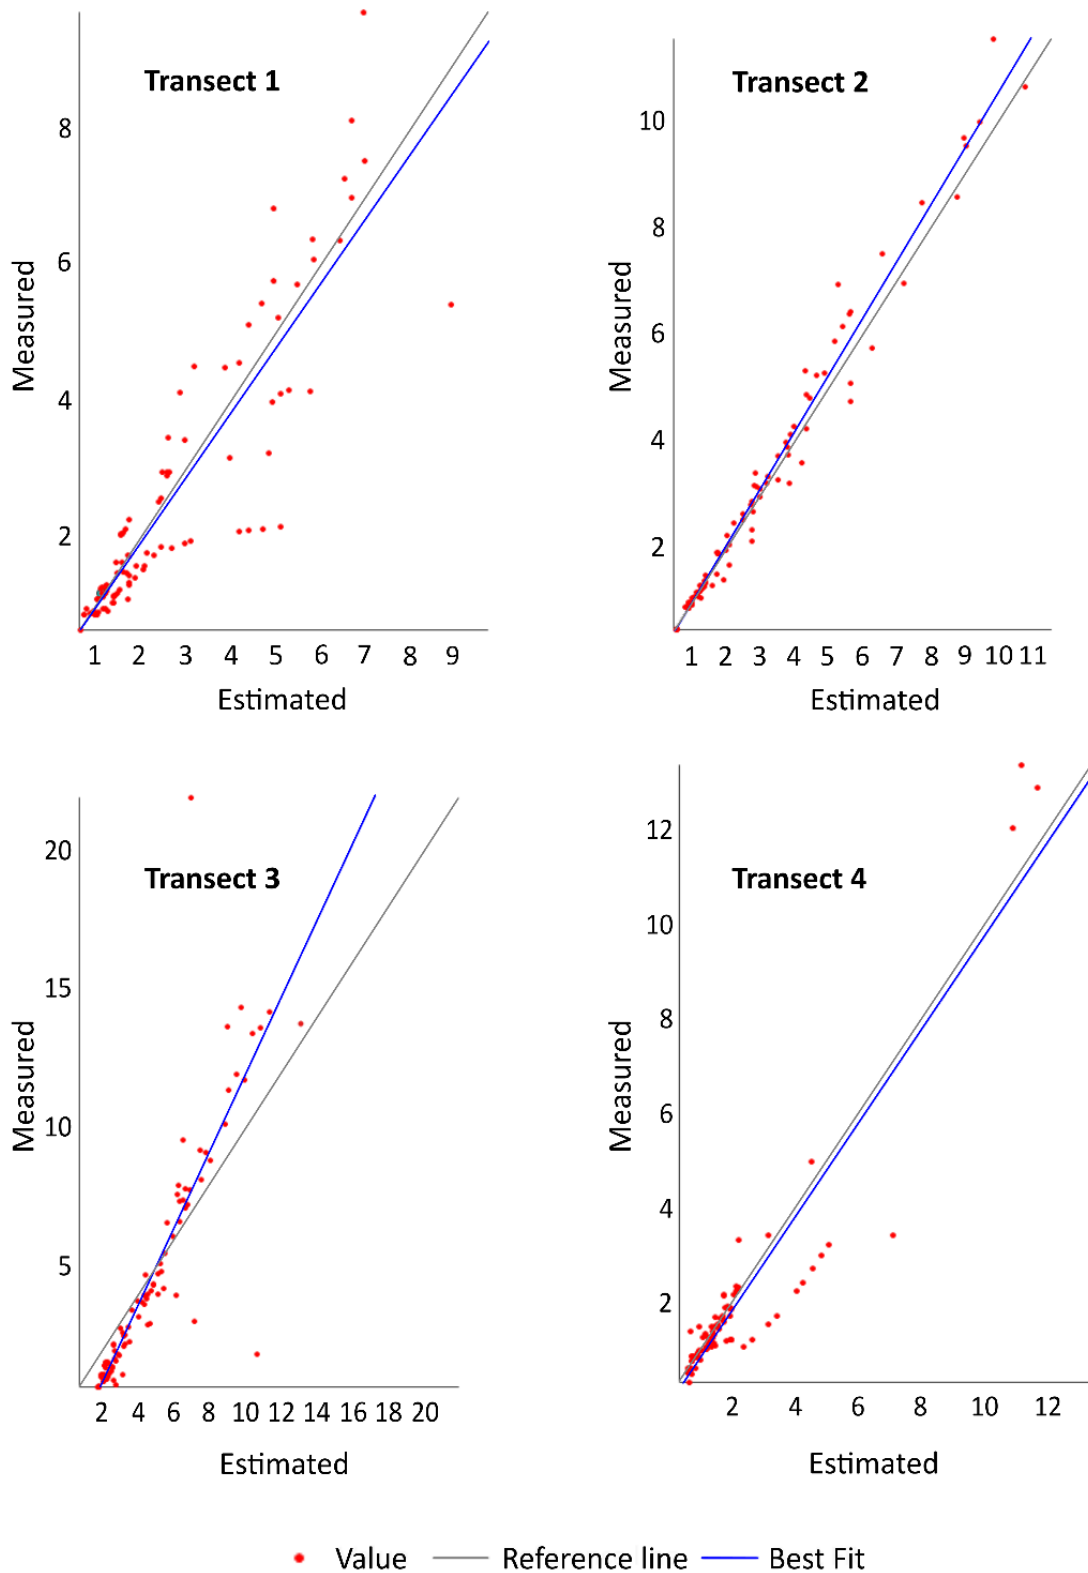 Transect 1
Measured
8
6
4
2
1 2 3 4 5 6 7 8 9
Estimated
Transect 2
Measured
10
8
6
4
2
1 2 3 4 5 6 7 8 9 10 11
Estimated
Transect 3
Measured
20
15
10
5
2 4 6 8 10 12 14 16 18 20
Estimated
Transect 4
Measured
12
10
8
6
4
2
2 4 6 8 10 12
Estimated
Value Reference line Best Fit